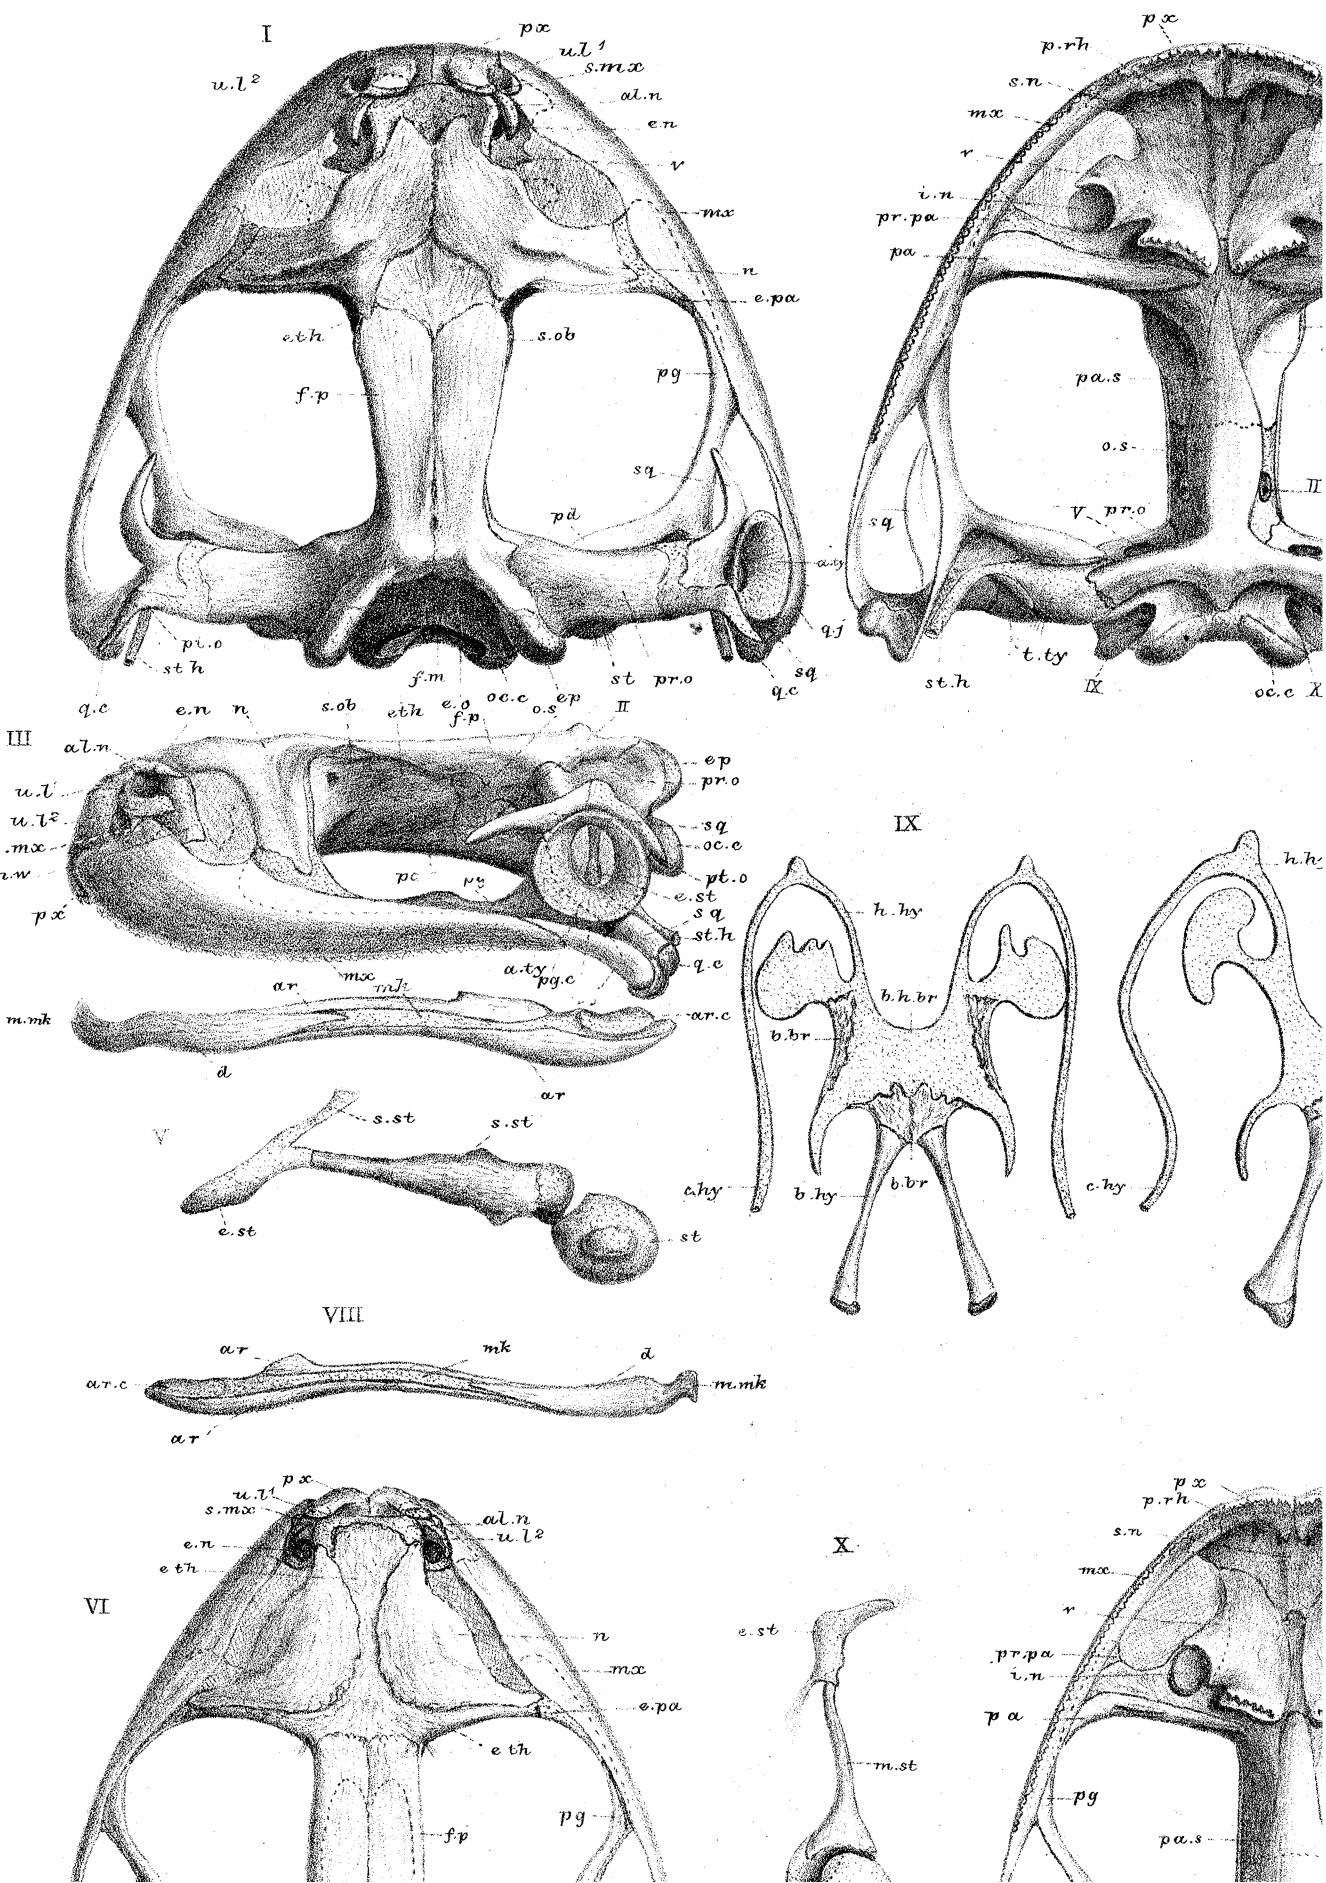 I
px
u.l¹
s.mx
u.l²
al.n
e.n
v
mx
n
e.pa
eth
s.ob
pg
f.p
sq
pd
a.ty
q.j
pt.o
st.h
f.m
st
pr.o
sq
q.c
q.c
e.o
oc.c
ep
px
p.rh
s.n
mx
r
i.n
pr.pa
pa
pa.s
o.s
II
V
pr.o
sq
t.ty
st.h
IX
oc.c
X
III
e.n
n
s.ob
eth
f.p
o.s
II
al.n
ep
pr.o
u.l'
u.l²
sq
.mx
oc.c
pt.o
pc
pg
e.st
sq
px
st.h
q.c
a.ty
pg.c
mx
mk
ar
m.mk
ar.c
d
ar
V
s.st
s.st
e.st
st
IX
h.hy
h.hy
b.h.br
b.br
c.hy
b.hy
b.br
c.hy
VIII
ar
mk
d
ar.c
m.mk
ar
px
u.l¹
s.mx
al.n
u.l²
e.n
eth
VI
n
mx
e.pa
eth
pg
f.p
X
e.st
m.st
px
p.rh
s.n
mx
r
pr.pa
i.n
pa
pg
pa.s